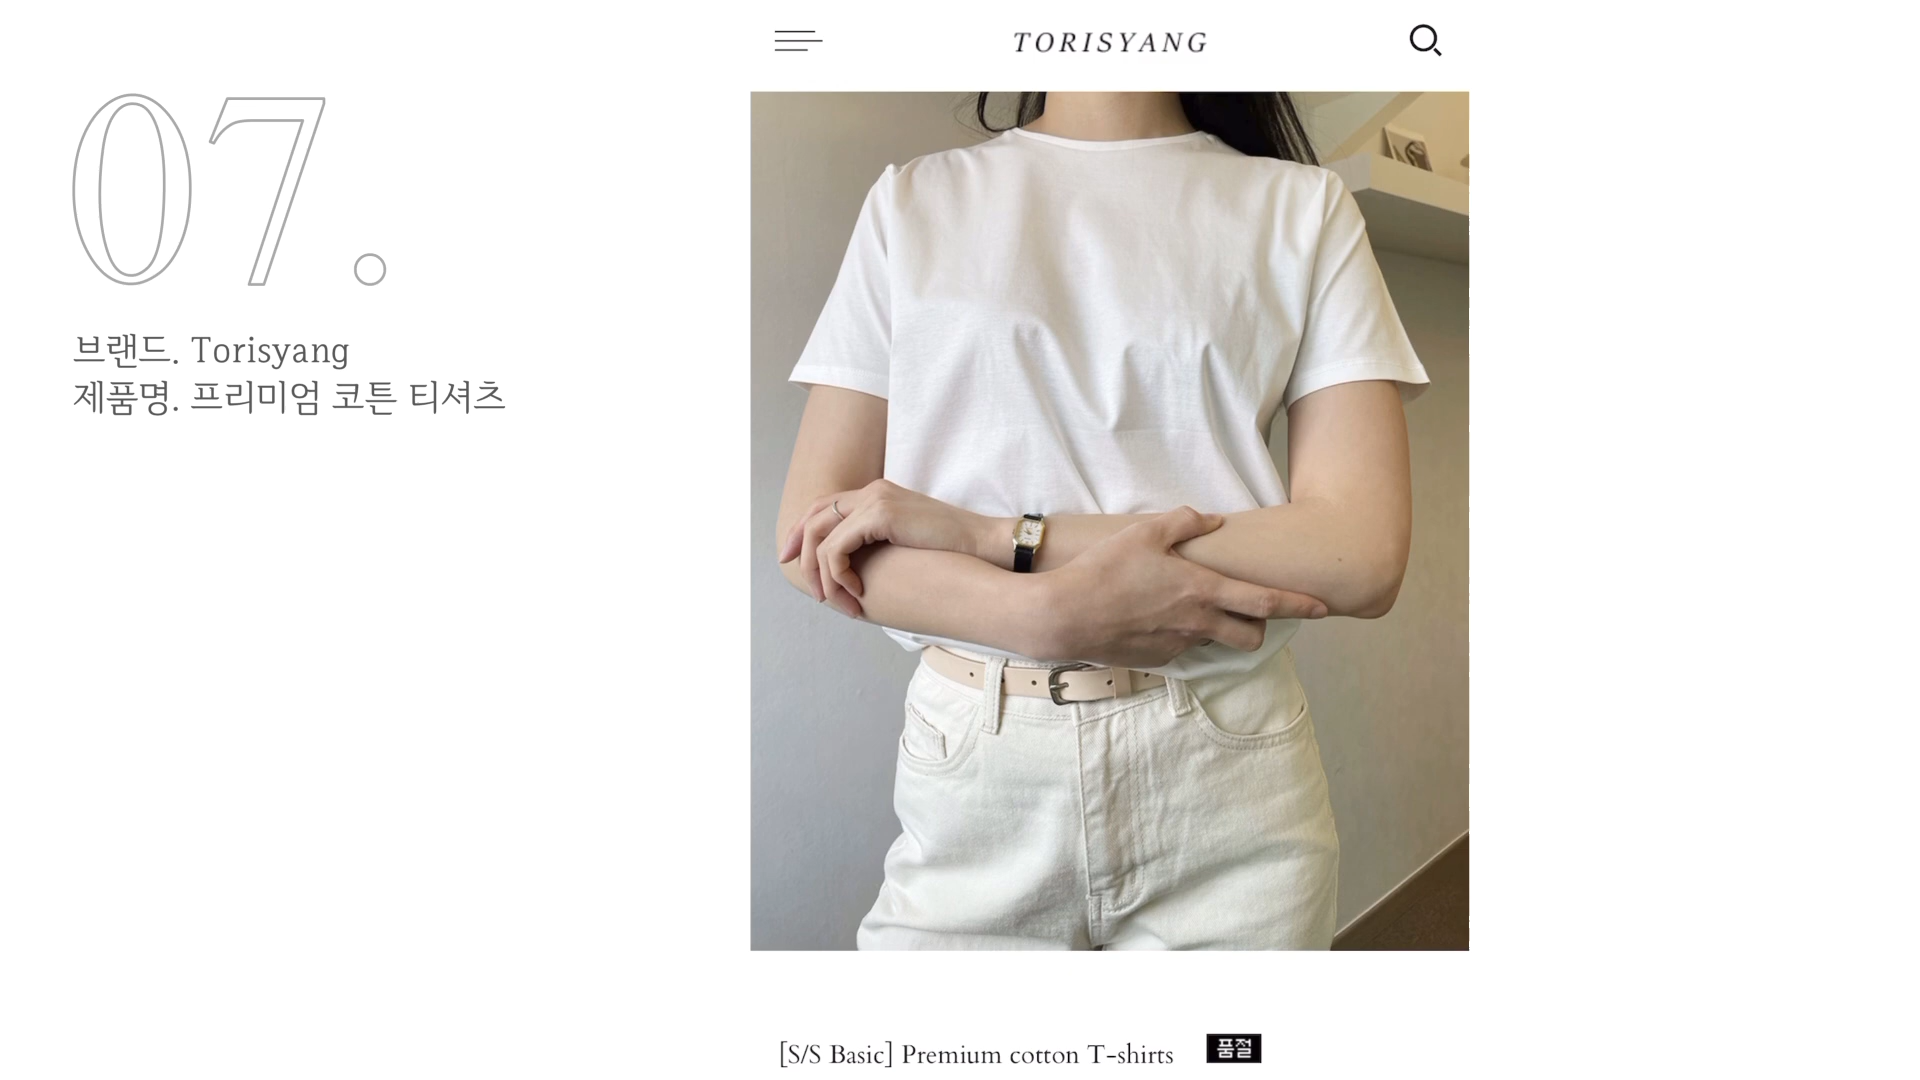 07.
브랜드. Torisyang
제품명. 프리미엄 코튼 티셔츠
TORISYANG
[S/S Basic] Premium cotton T-shirts 품절